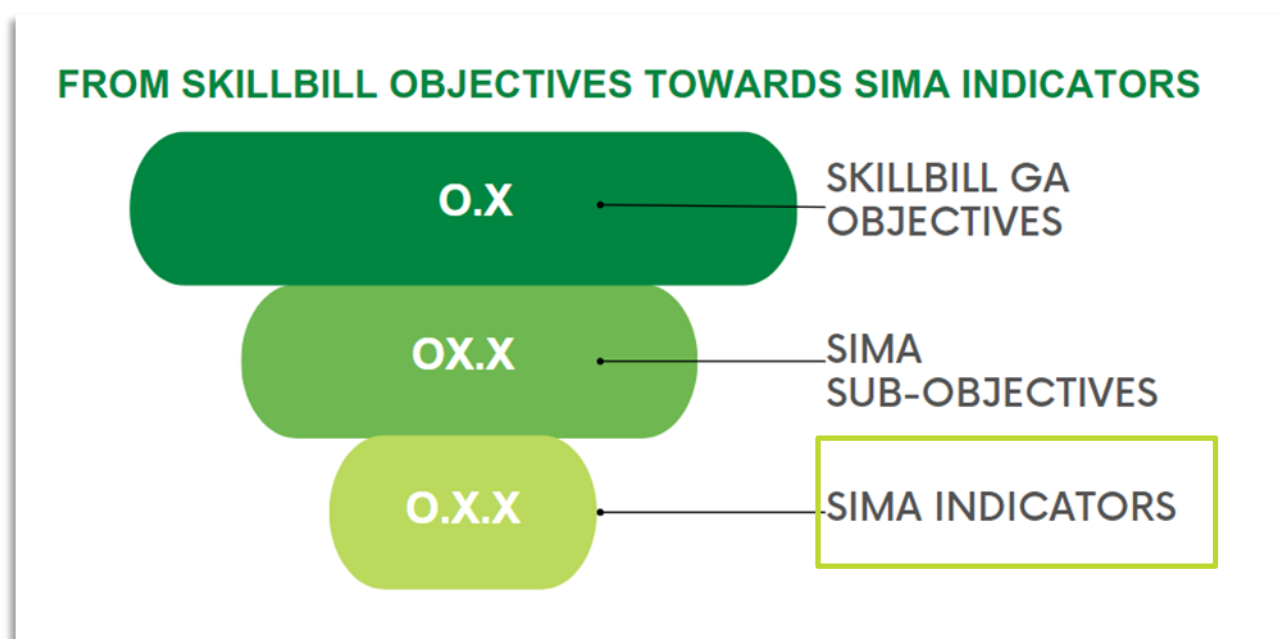 FROM SKILLBILL OBJECTIVES TOWARDS SIMA INDICATORS
O.X
SKILLBILL GA
OBJECTIVES
OX.X
SIMA
SUB-OBJECTIVES
O.X.X
SIMA INDICATORS